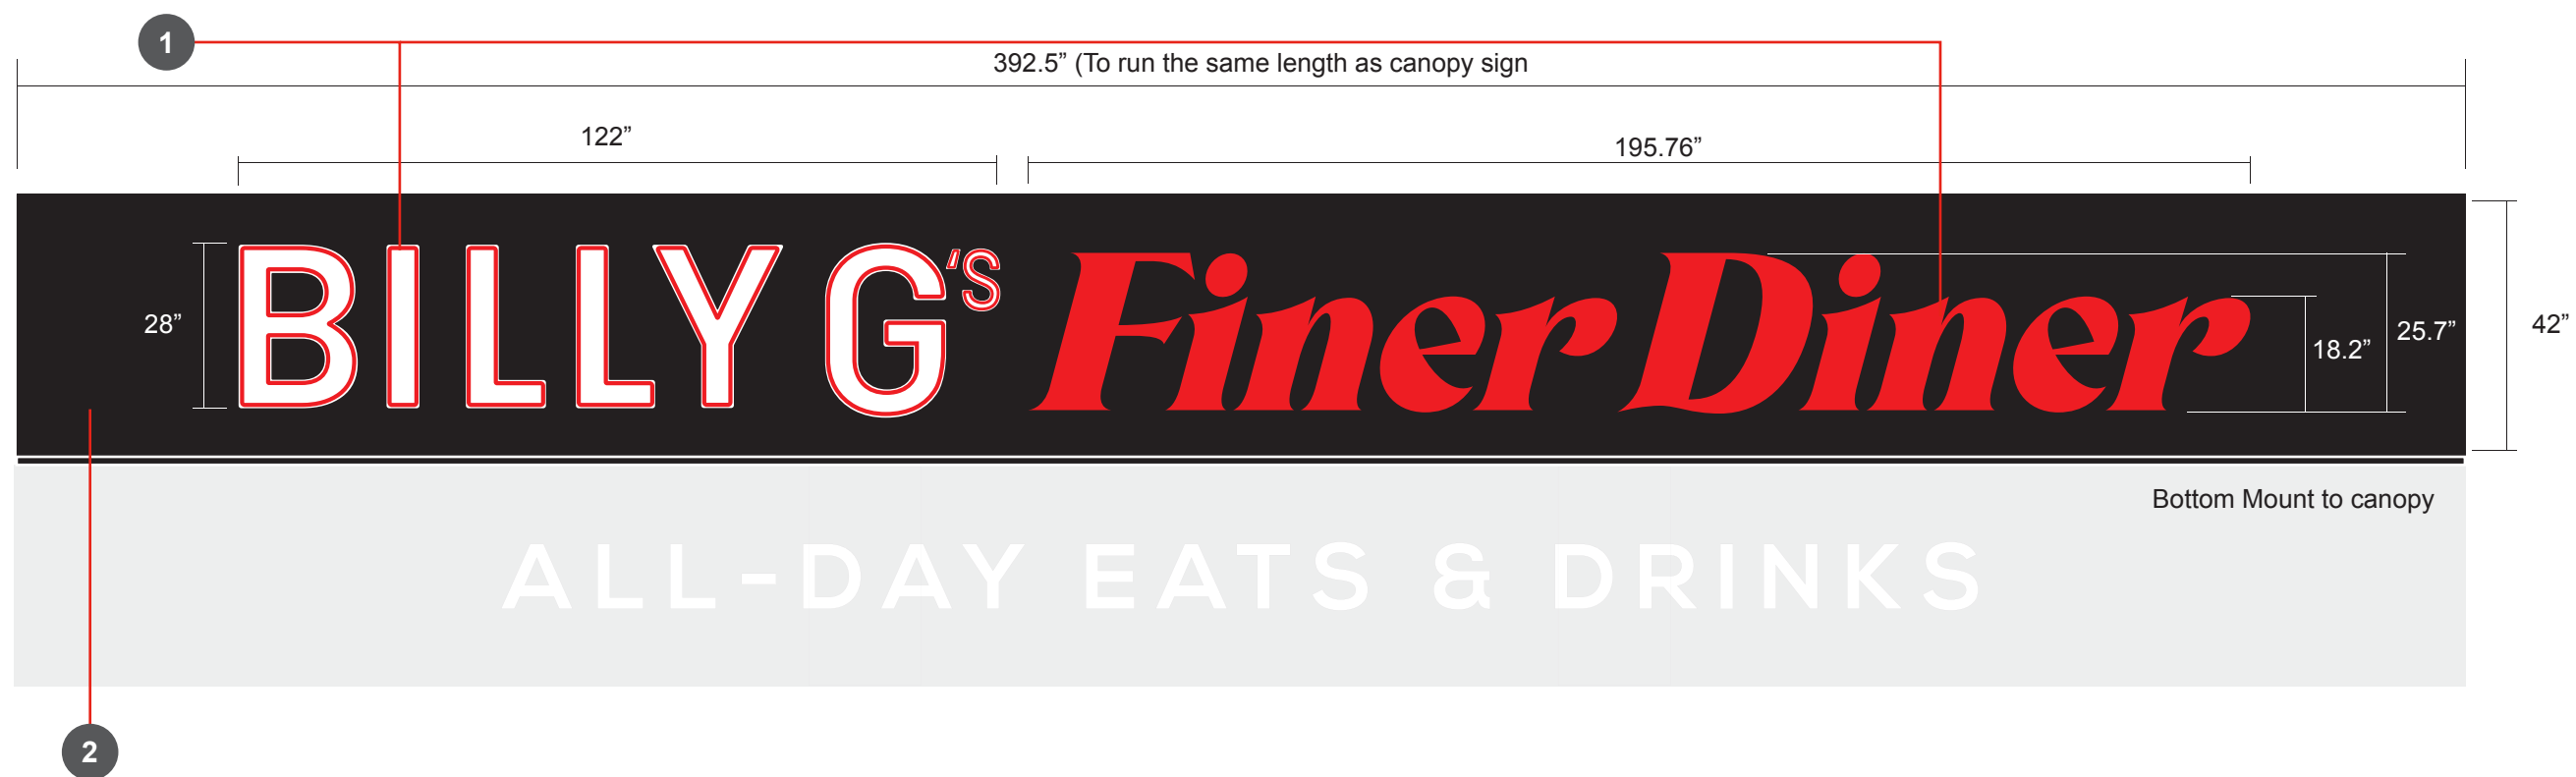 1
392.5” (To run the same length as canopy sign
122”
195.76”
BILLY G's Finer Diner
28”
18.2”
25.7”
42”
Bottom Mount to canopy
ALL-DAY EATS & DRINKS
2